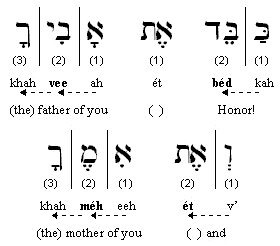 כַּ | בֵּד אֶת אָ | בִי | ךָ
(3) (2) (1) (1) (2) (1)
khah vee ah ét béd kah
(the) father of you ( ) Honor!
וְ | אֶת אִ | מֶּ | ךָ
(3) (2) (1) (2) (1)
khah méh eeh ét v’
(the) mother of you ( ) and